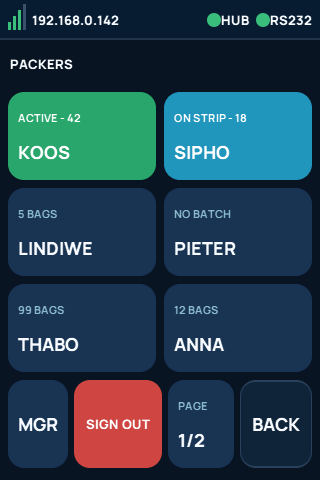 192.168.0.142 HUB RS232
PACKERS
ACTIVE - 42
KOOS
ON STRIP - 18
SIPHO
5 BAGS
LINDIWE
NO BATCH
PIETER
99 BAGS
THABO
12 BAGS
ANNA
MGR
SIGN OUT
PAGE
1/2
BACK